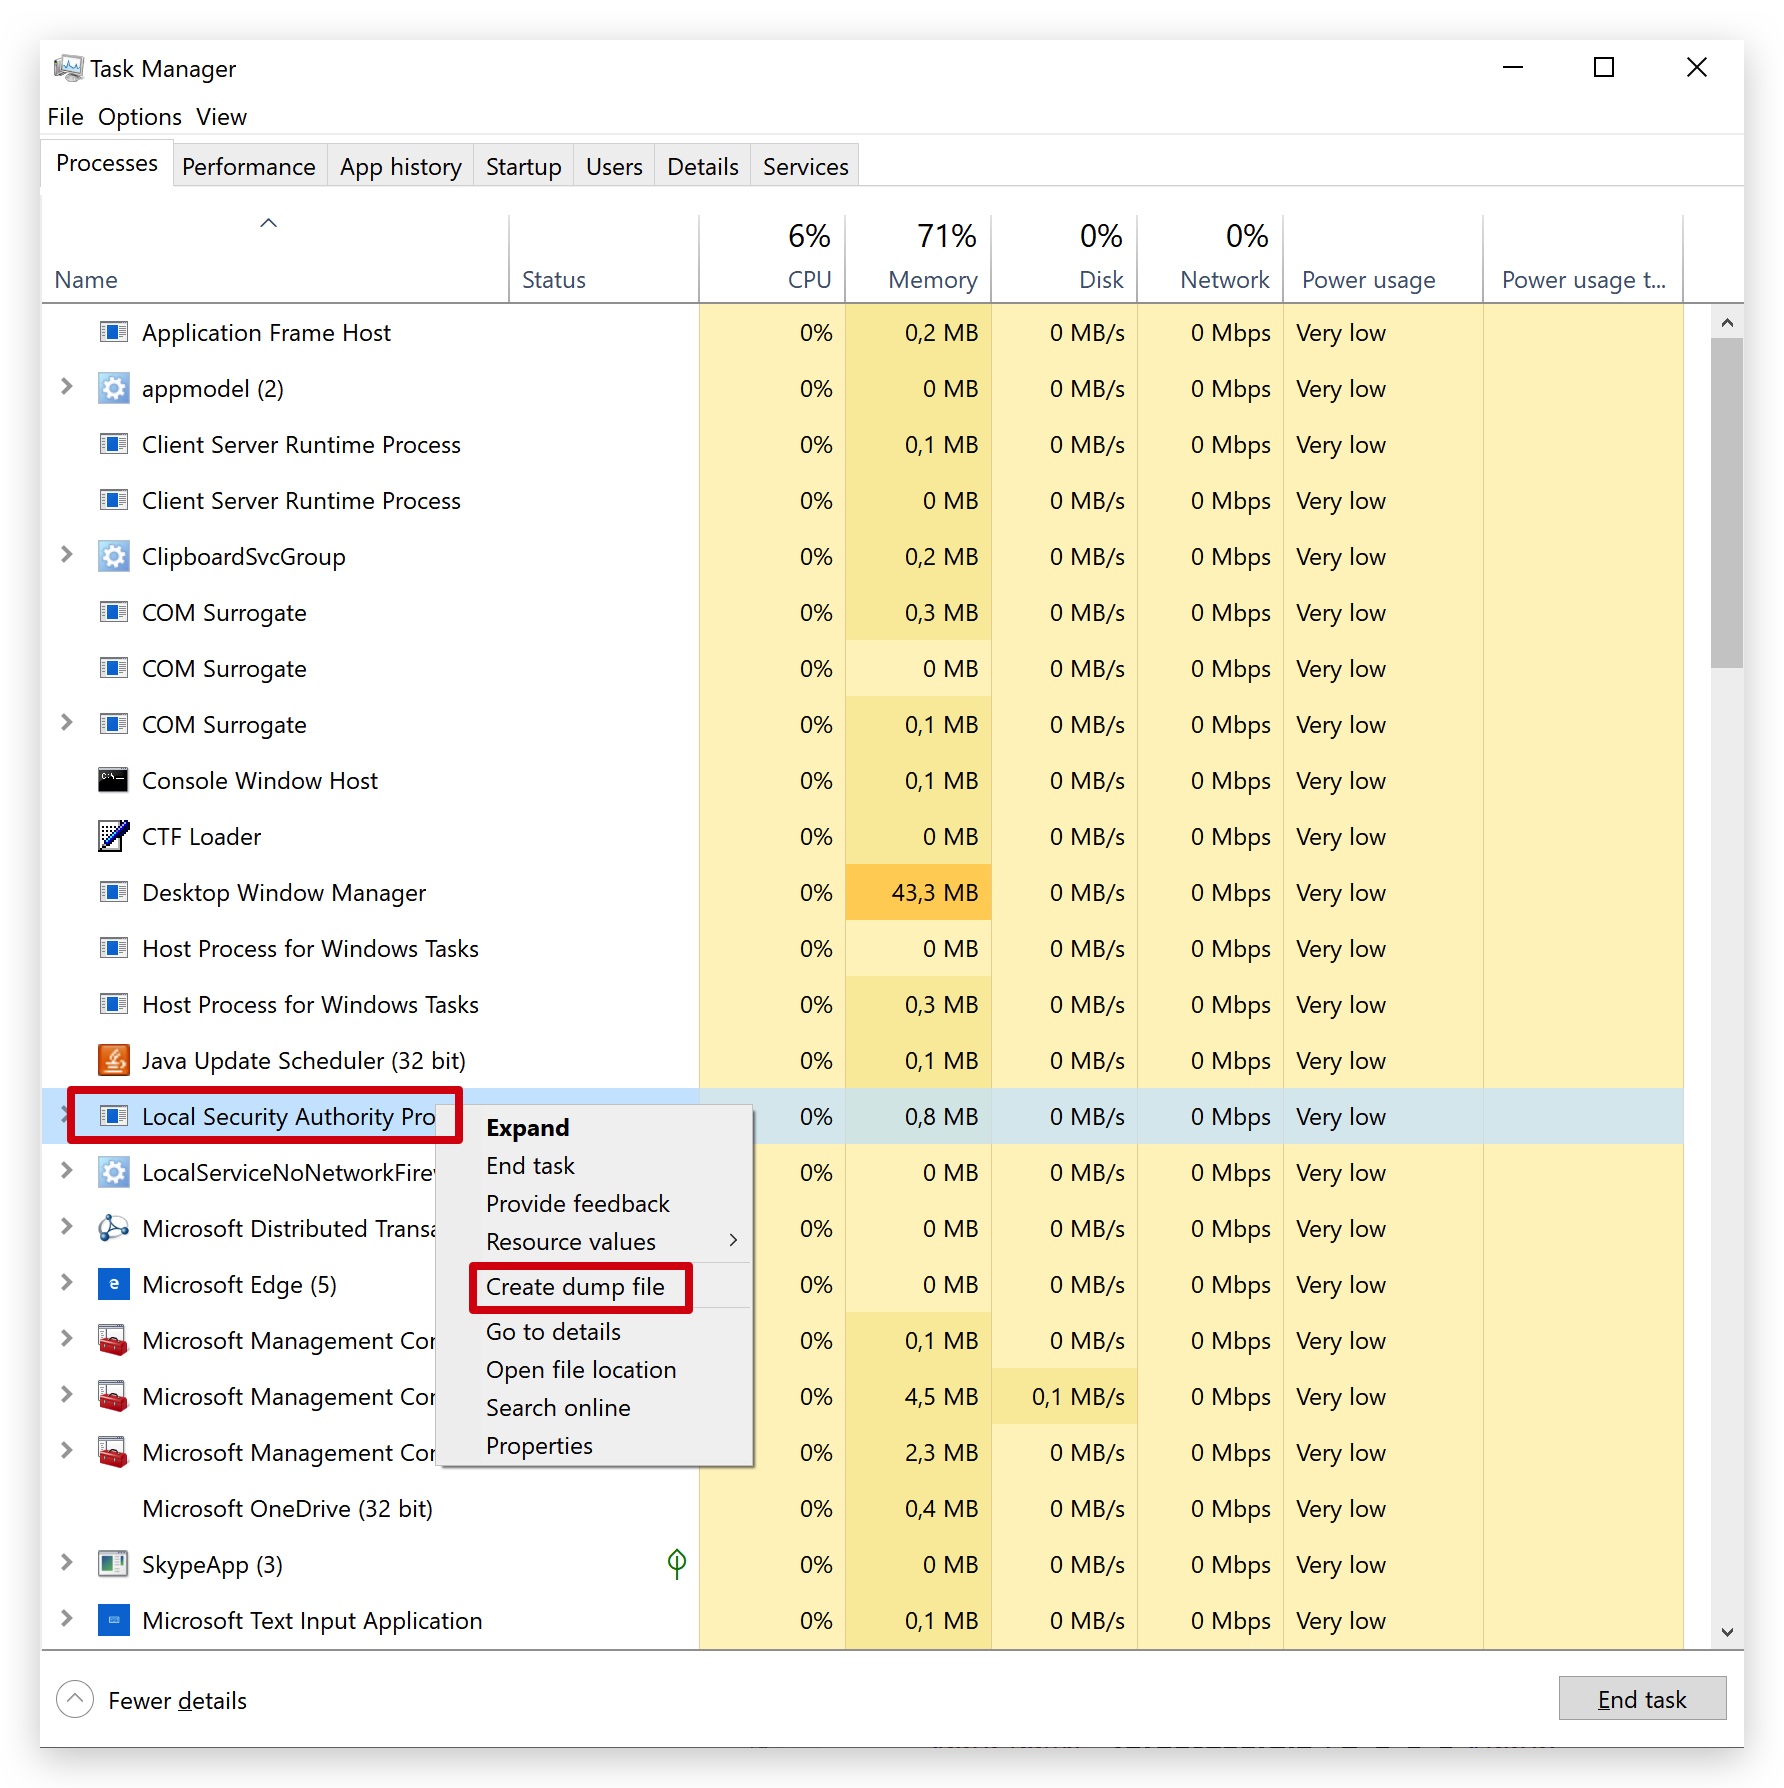 Task Manager
File Options View
Processes Performance App history Startup Users Details Services
6% 71% 0% 0%
Name Status CPU Memory Disk Network Power usage Power usage t...
Application Frame Host 0% 0,2 MB 0 MB/s 0 Mbps Very low
appmodel (2) 0% 0 MB 0 MB/s 0 Mbps Very low
Client Server Runtime Process 0% 0,1 MB 0 MB/s 0 Mbps Very low
Client Server Runtime Process 0% 0 MB 0 MB/s 0 Mbps Very low
ClipboardSvcGroup 0% 0,2 MB 0 MB/s 0 Mbps Very low
COM Surrogate 0% 0,3 MB 0 MB/s 0 Mbps Very low
COM Surrogate 0% 0 MB 0 MB/s 0 Mbps Very low
COM Surrogate 0% 0,1 MB 0 MB/s 0 Mbps Very low
Console Window Host 0% 0,1 MB 0 MB/s 0 Mbps Very low
CTF Loader 0% 0 MB 0 MB/s 0 Mbps Very low
Desktop Window Manager 0% 43,3 MB 0 MB/s 0 Mbps Very low
Host Process for Windows Tasks 0% 0 MB 0 MB/s 0 Mbps Very low
Host Process for Windows Tasks 0% 0,3 MB 0 MB/s 0 Mbps Very low
Java Update Scheduler (32 bit) 0% 0,1 MB 0 MB/s 0 Mbps Very low
Local Security Authority Pro 0% 0,8 MB 0 MB/s 0 Mbps Very low
LocalServiceNoNetworkFire 0% 0 MB 0 MB/s 0 Mbps Very low
Microsoft Distributed Transa 0% 0 MB 0 MB/s 0 Mbps Very low
Microsoft Edge (5) 0% 0 MB 0 MB/s 0 Mbps Very low
Microsoft Management Cor 0% 0,1 MB 0 MB/s 0 Mbps Very low
Microsoft Management Cor 0% 4,5 MB 0,1 MB/s 0 Mbps Very low
Microsoft Management Cor 0% 2,3 MB 0 MB/s 0 Mbps Very low
Microsoft OneDrive (32 bit) 0% 0,4 MB 0 MB/s 0 Mbps Very low
SkypeApp (3) 0% 0 MB 0 MB/s 0 Mbps Very low
Microsoft Text Input Application 0% 0,1 MB 0 MB/s 0 Mbps Very low
Expand
End task
Provide feedback
Resource values
Create dump file
Go to details
Open file location
Search online
Properties
Fewer details
End task